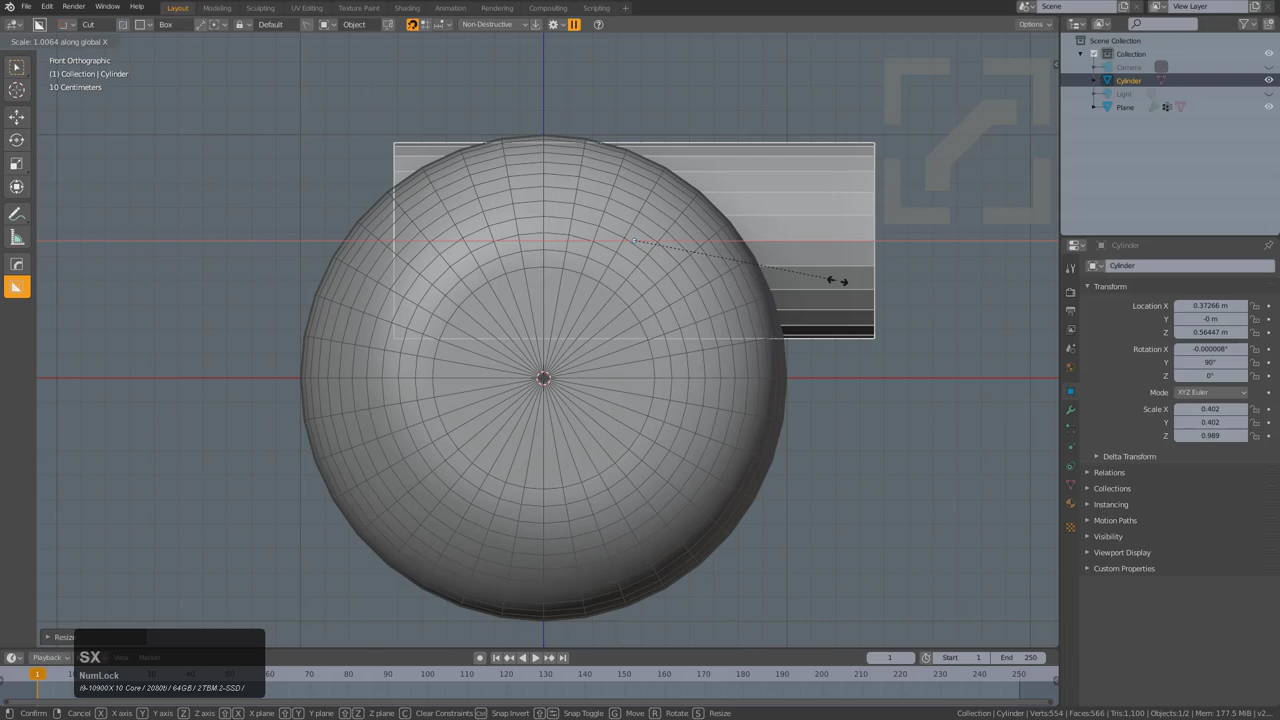 File Edit Render Window Help Layout Modeling Sculpting UV Editing Texture Paint Shading Animation Rendering Compositing Scripting Scene View Layer
Cut Box Default Object Non-Destructive Options
Scale: 1.0064 along global X
Front Orthographic
(1) Collection | Cylinder
10 Centimeters
Scene Collection
Collection
Camera
Cylinder
Light
Plane
Cylinder
Cylinder
Transform
Location X 0.37266 m
Y -0 m
Z 0.56447 m
Rotation X -0.000008°
Y 90°
Z 0°
Mode XYZ Euler
Scale X 0.402
Y 0.402
Z 0.989
Delta Transform
Relations
Collections
Instancing
Motion Paths
Visibility
Viewport Display
Custom Properties
Resize
SX
NumLock
i9-10900X 10 Core / 2080ti / 64GB / 2TBM.2-SSD /
Playback View Marker 1 Start 1 End 250
1 70 80 90 100 110 120 130 140 150 160 170 180 190 200 210 220 230 240 250
Confirm Cancel X X axis Y Y axis Z Z axis X X plane Y Y plane Z Z plane C Clear Constraints Snap Invert Snap Toggle G Move R Rotate S Resize Collection | Cylinder | Verts:554 | Faces:566 | Tris:1,100 | Objects:1/2 | Mem: 177.5 MiB | v2...